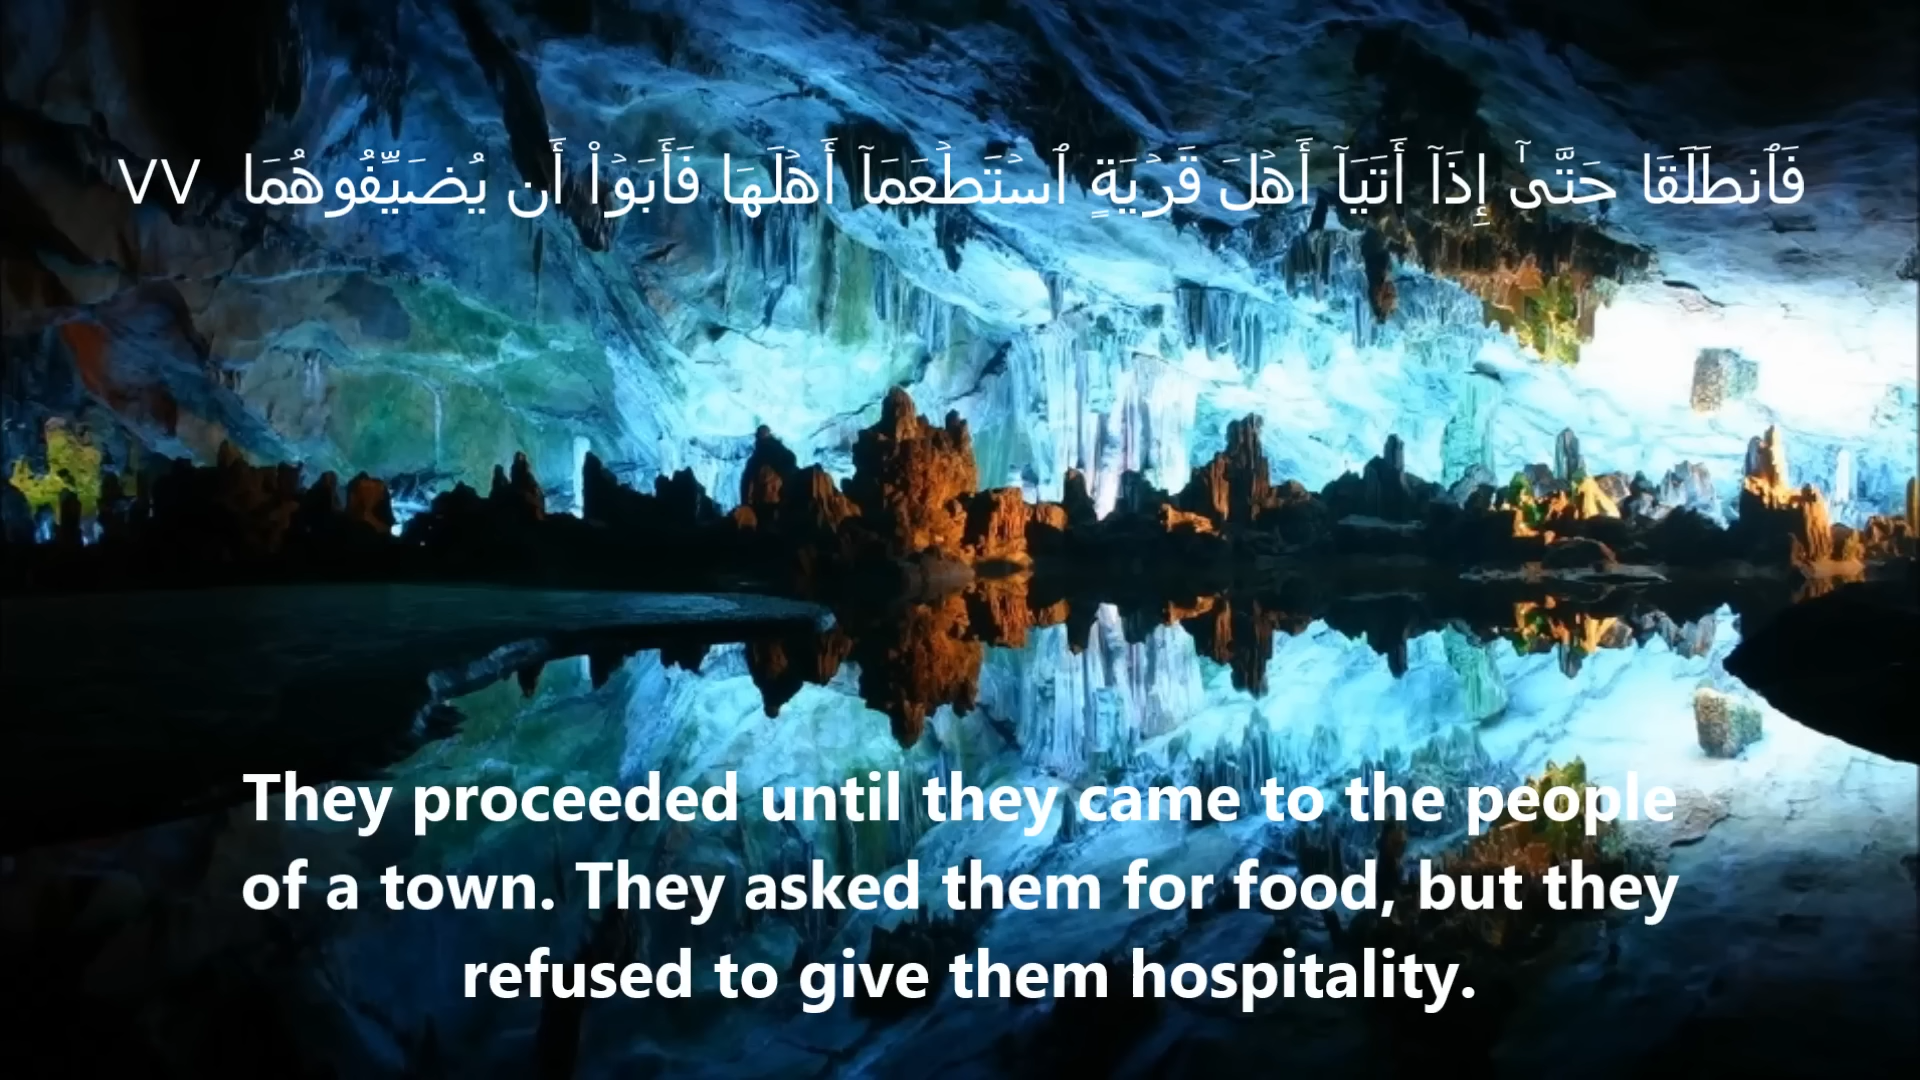 فَٱنطَلَقَا حَتَّىٰٓ إِذَآ أَتَيَآ أَهۡلَ قَرۡيَةٍ ٱسۡتَطۡعَمَآ أَهۡلَهَا فَأَبَوۡاْ أَن يُضَيِّفُوهُمَا ٧٧
They proceeded until they came to the people
of a town. They asked them for food, but they
refused to give them hospitality.